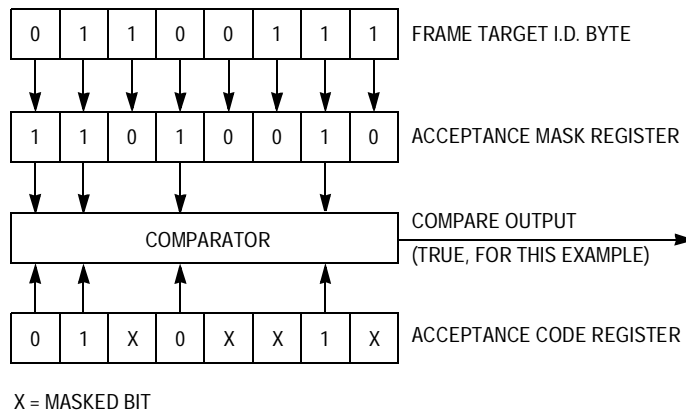 0 1 1 0 0 1 1 1 FRAME TARGET I.D. BYTE
1 1 0 1 0 0 1 0 ACCEPTANCE MASK REGISTER
COMPARATOR
COMPARE OUTPUT
(TRUE, FOR THIS EXAMPLE)
0 1 X 0 X X 1 X ACCEPTANCE CODE REGISTER
X = MASKED BIT